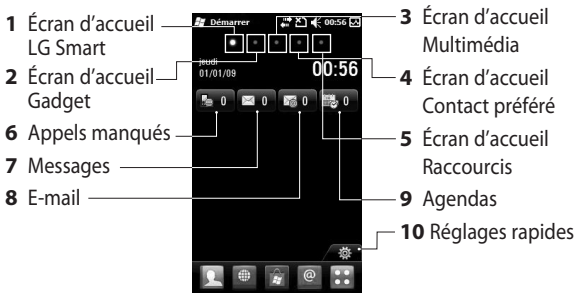 1 Écran d'accueil
LG Smart
2 Écran d'accueil
Gadget
6 Appels manqués
7 Messages
8 E-mail
Démarrer 00:56
jeudi
01/01/09 00:56
0 0 0 0
@
3 Écran d'accueil
Multimédia
4 Écran d'accueil
Contact préféré
5 Écran d'accueil
Raccourcis
9 Agendas
10 Réglages rapides